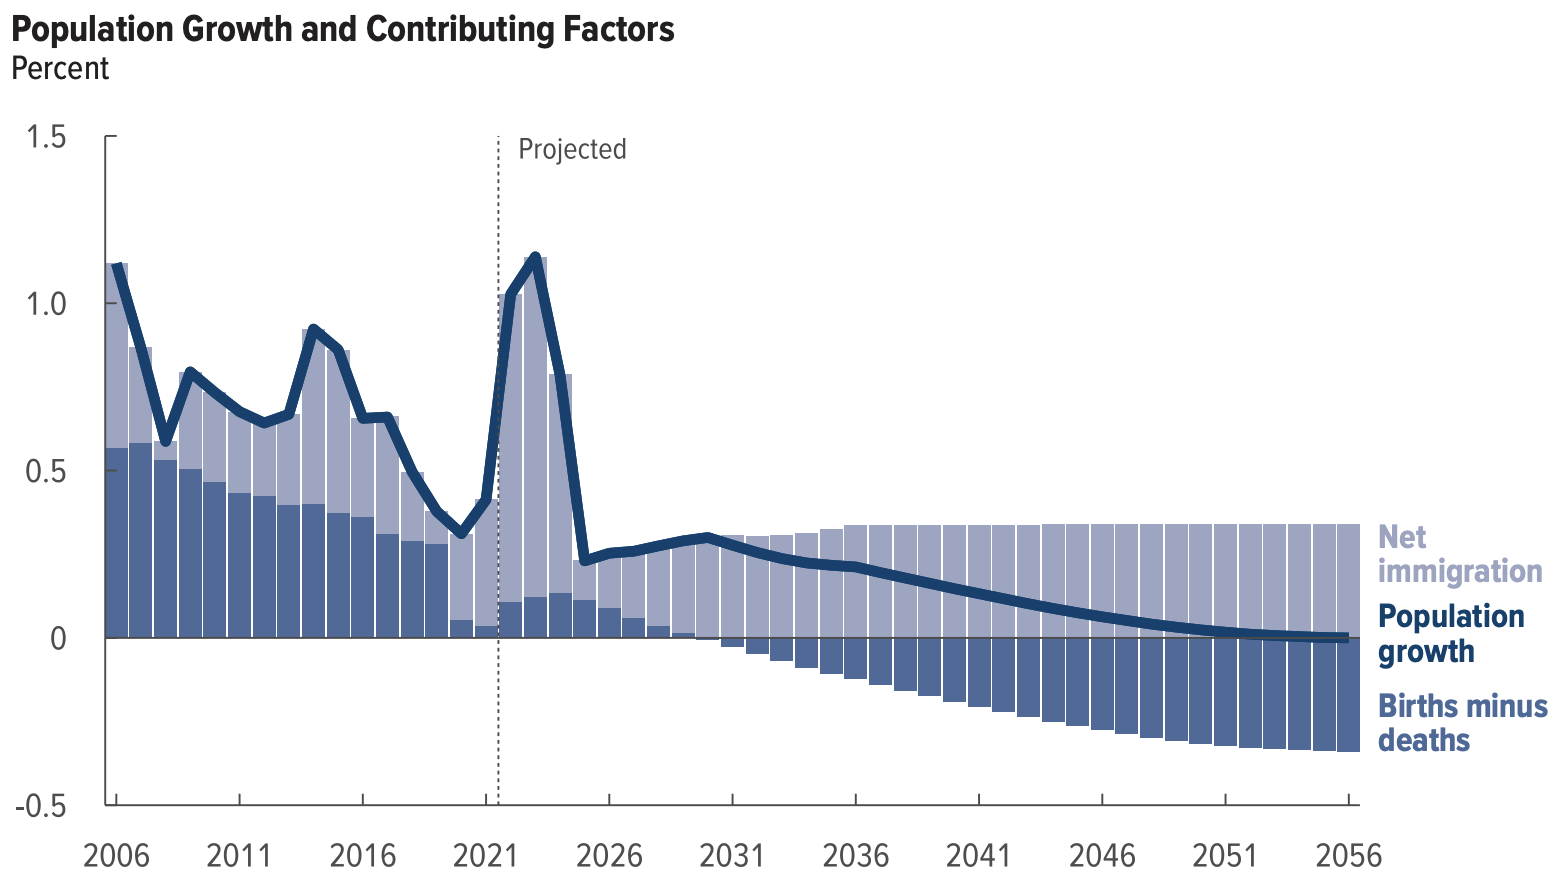 Population Growth and Contributing Factors
Percent
1.5
Projected
1.0
0.5
0
-0.5
Net
immigration
Population
growth
Births minus
deaths
2006 2011 2016 2021 2026 2031 2036 2041 2046 2051 2056